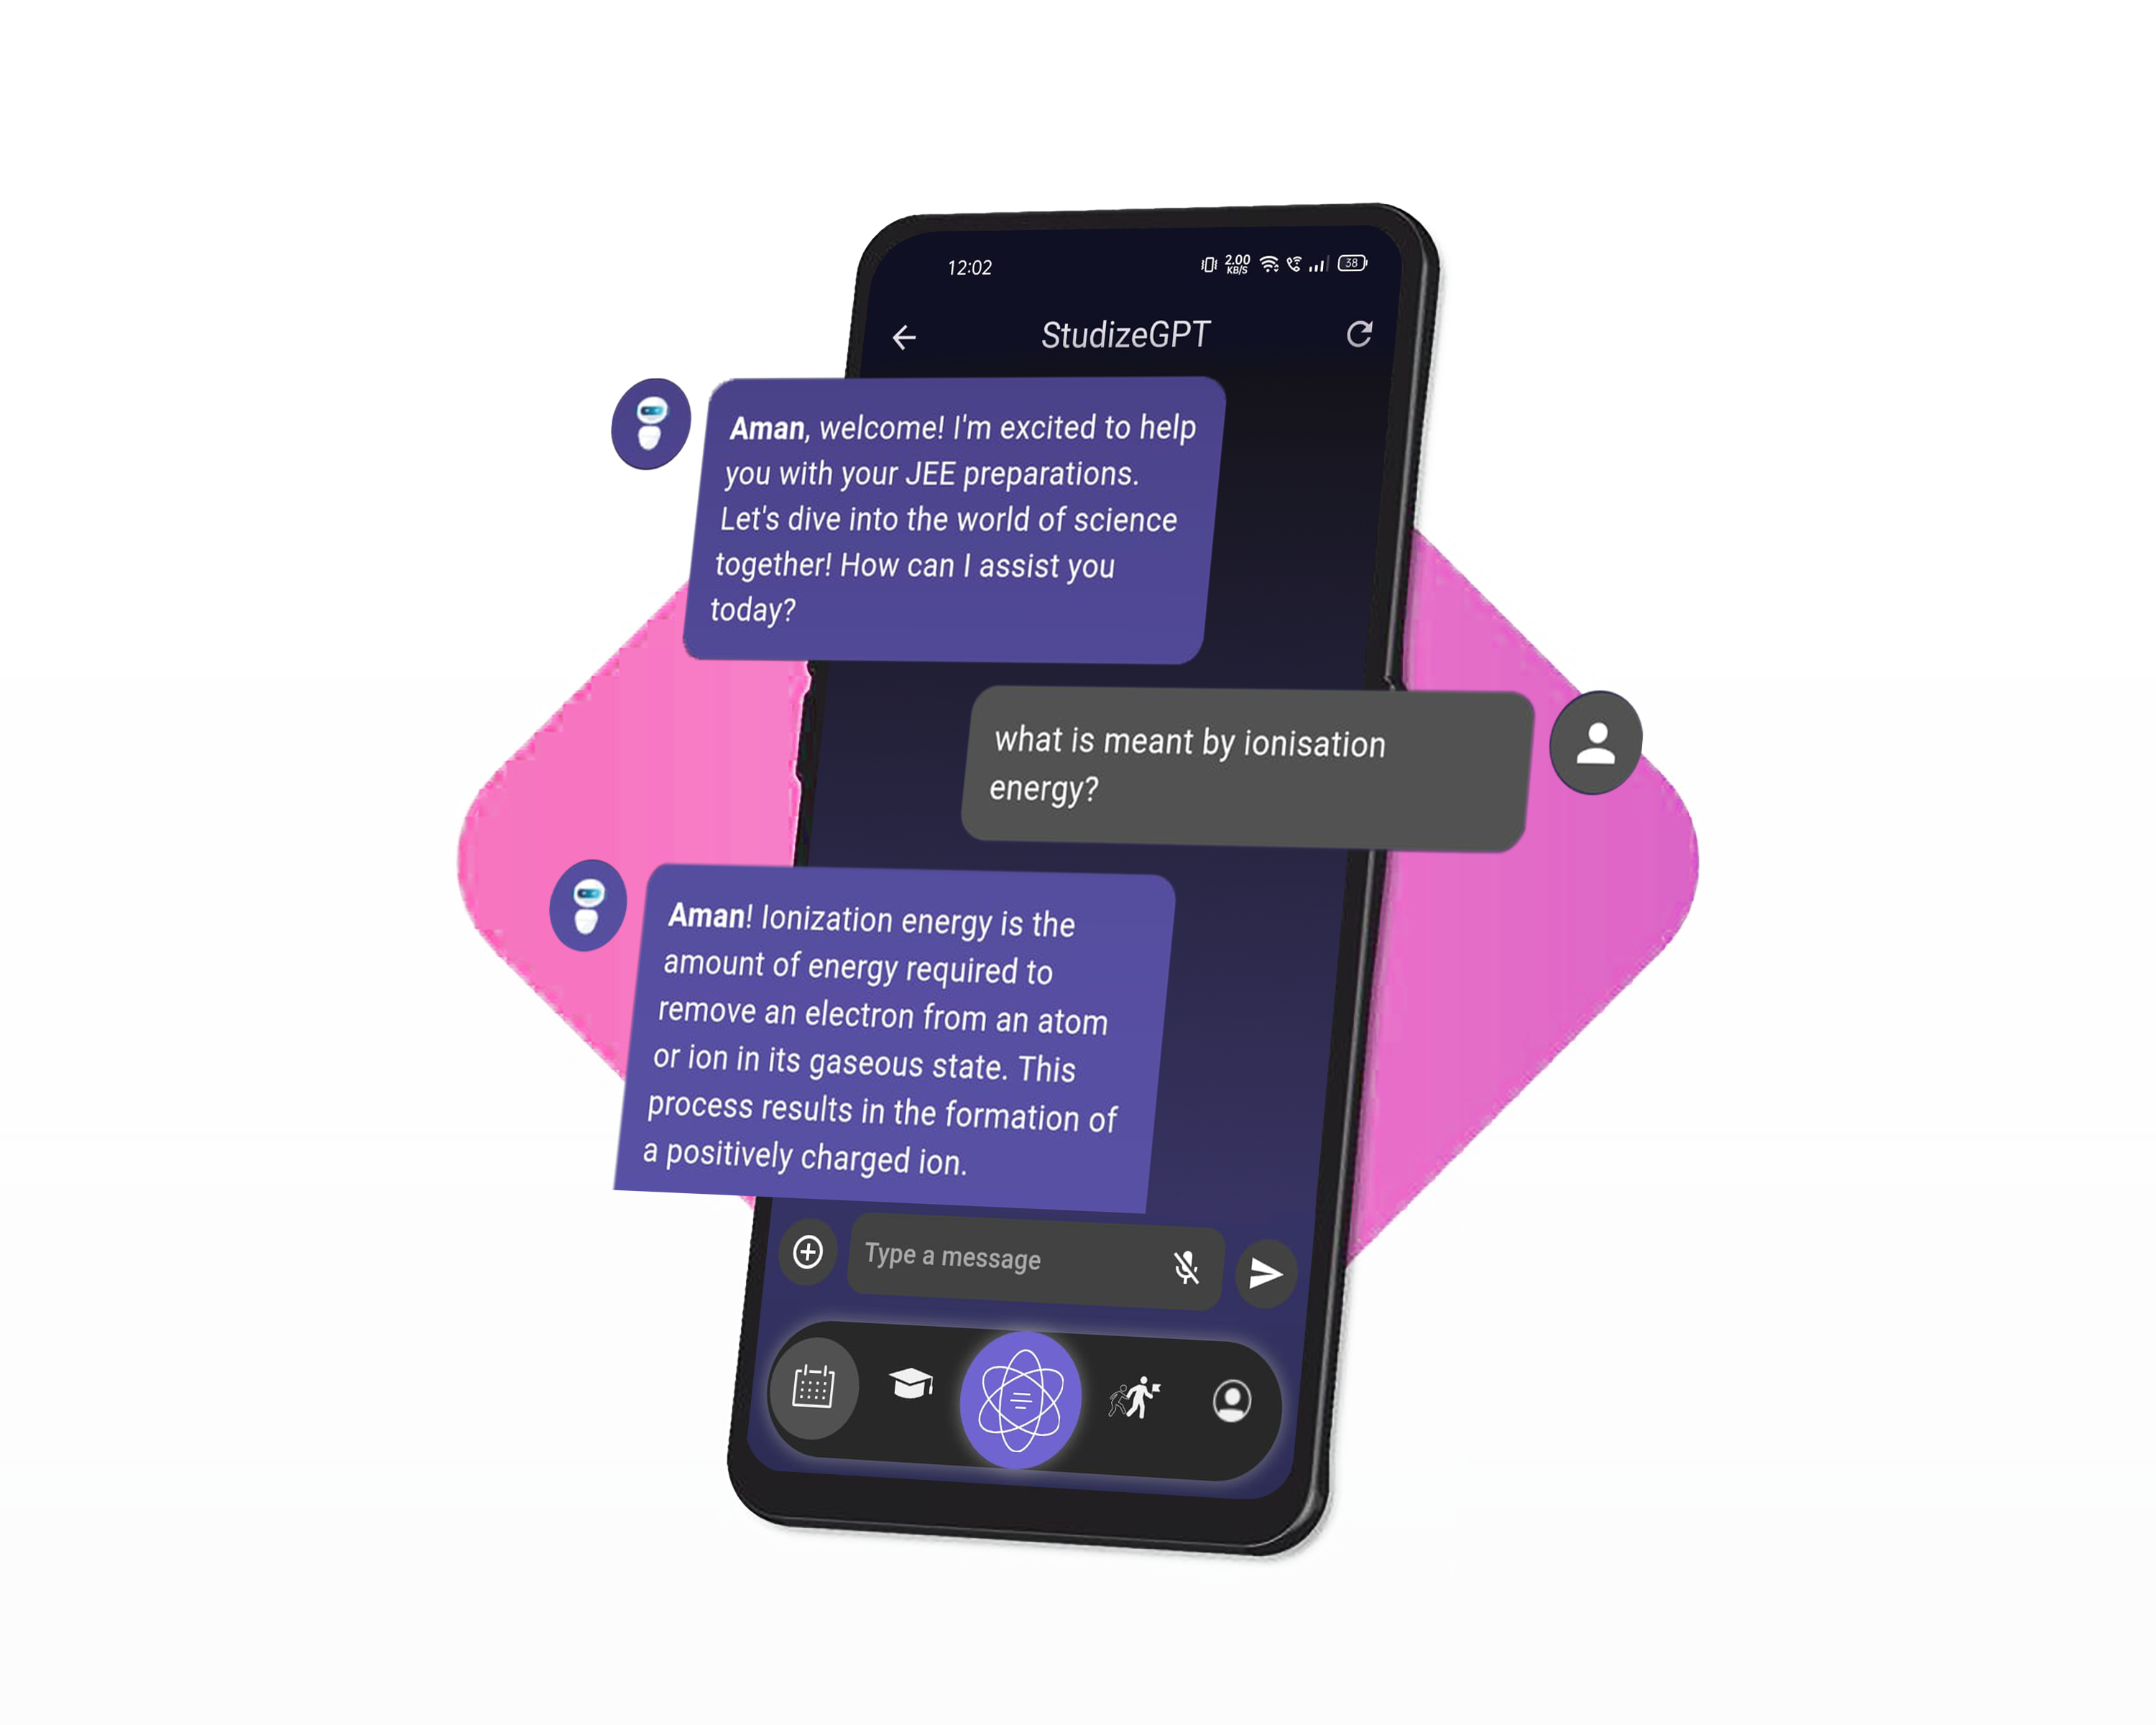 12:02
2.00
KB/S
38
StudizeGPT
Aman, welcome! I'm excited to help
you with your JEE preparations.
Let's dive into the world of science
together! How can I assist you
today?
what is meant by ionisation
energy?
Aman! Ionization energy is the
amount of energy required to
remove an electron from an atom
or ion in its gaseous state. This
process results in the formation of
a positively charged ion.
Type a message